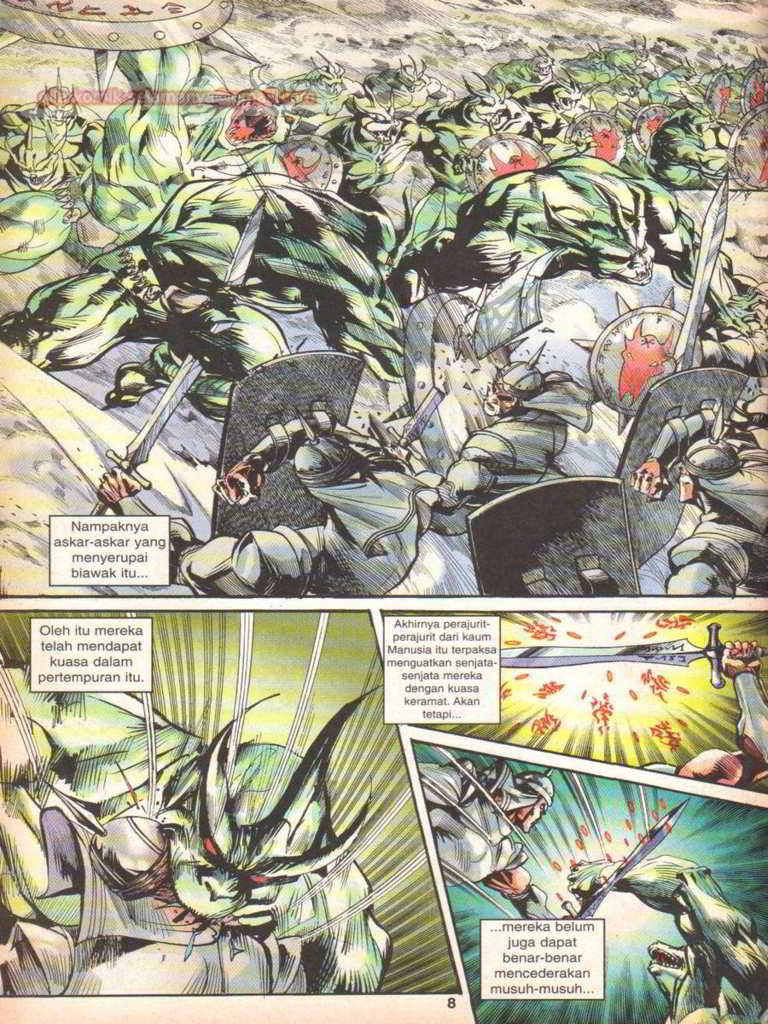 Nampaknya
askar-askar yang
menyerupai
biawak itu...
Oleh itu mereka
telah mendapat
kuasa dalam
pertempuran itu.
Akhirnya perajurit-
perajurit dari kaum
Manusia itu terpaksa
menguatkan senjata-
senjata mereka
dengan kuasa
keramat. Akan
tetapi...
...mereka belum
juga dapat
benar-benar
mencederakan
musuh-musuh...
8